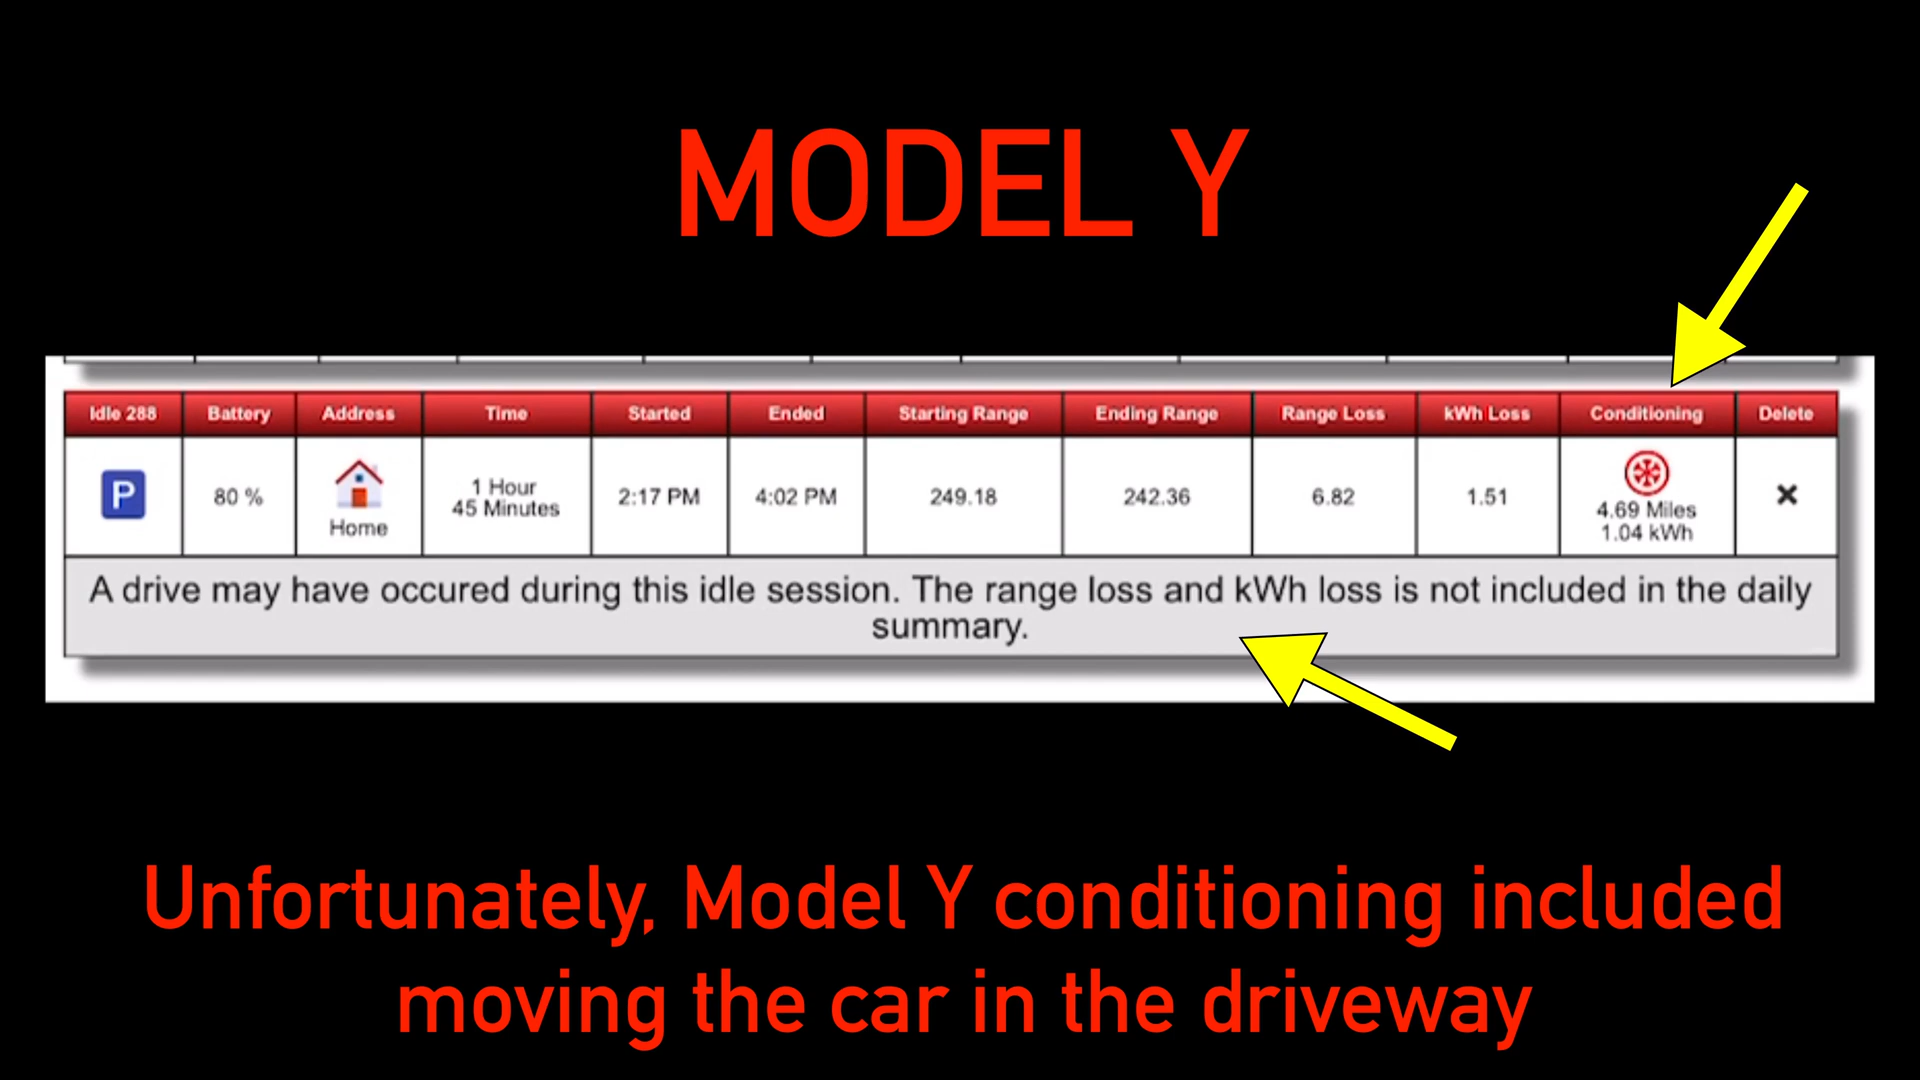 MODEL Y
Idle 288 Battery Address Time Started Ended Starting Range Ending Range Range Loss kWh Loss Conditioning Delete
P 80 % Home 1 Hour 45 Minutes 2:17 PM 4:02 PM 249.18 242.36 6.82 1.51 4.69 Miles 1.04 kWh
A drive may have occured during this idle session. The range loss and kWh loss is not included in the daily
summary.
Unfortunately, Model Y conditioning included
moving the car in the driveway